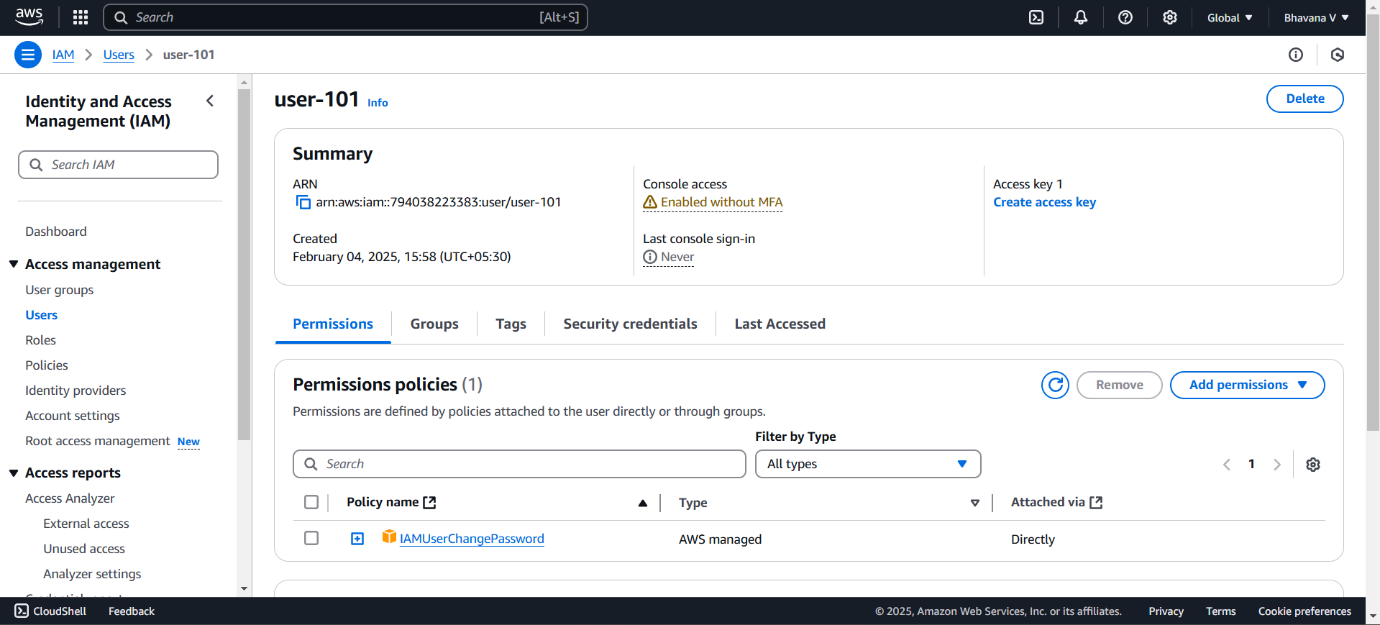 aws
Search [Alt+S]
Global ▼
Bhavana V ▼
IAM > Users > user-101
Identity and Access
Management (IAM)
Search IAM
Dashboard
Access management
User groups
Users
Roles
Policies
Identity providers
Account settings
Root access management New
Access reports
Access Analyzer
External access
Unused access
Analyzer settings
user-101 Info
Delete
Summary
ARN
arn:aws:iam::794038223383:user/user-101
Created
February 04, 2025, 15:58 (UTC+05:30)
Console access
Enabled without MFA
Last console sign-in
Never
Access key 1
Create access key
Permissions
Groups
Tags
Security credentials
Last Accessed
Permissions policies (1)
Remove
Add permissions ▼
Permissions are defined by policies attached to the user directly or through groups.
Filter by Type
Search
All types
1
Policy name
Type
Attached via
IAMUserChangePassword
AWS managed
Directly
CloudShell
Feedback
© 2025, Amazon Web Services, Inc. or its affiliates.
Privacy
Terms
Cookie preferences